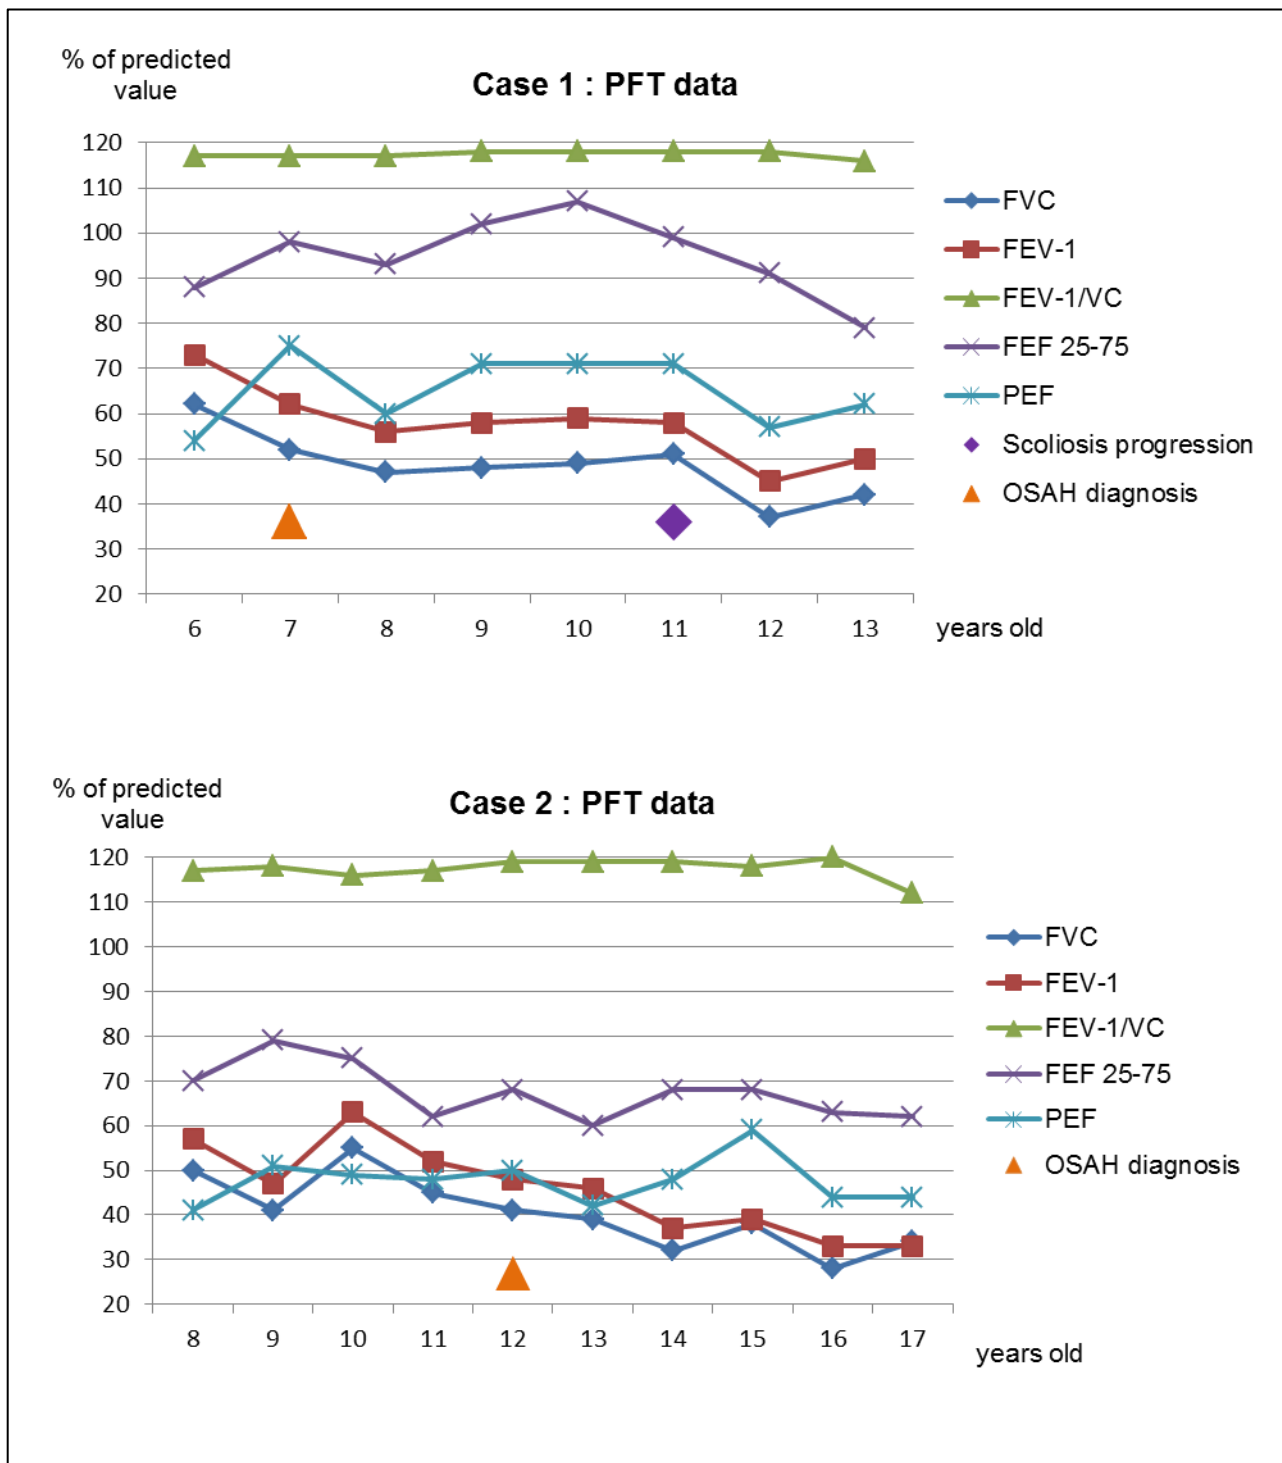 % of predicted
value
Case 1 : PFT data
120
110
100
90
80
70
60
50
40
30
20
6 7 8 9 10 11 12 13 years old
FVC
FEV-1
FEV-1/VC
FEF 25-75
PEF
Scoliosis progression
OSAH diagnosis
% of predicted
value
Case 2 : PFT data
120
110
100
90
80
70
60
50
40
30
20
8 9 10 11 12 13 14 15 16 17
years old
FVC
FEV-1
FEV-1/VC
FEF 25-75
PEF
OSAH diagnosis